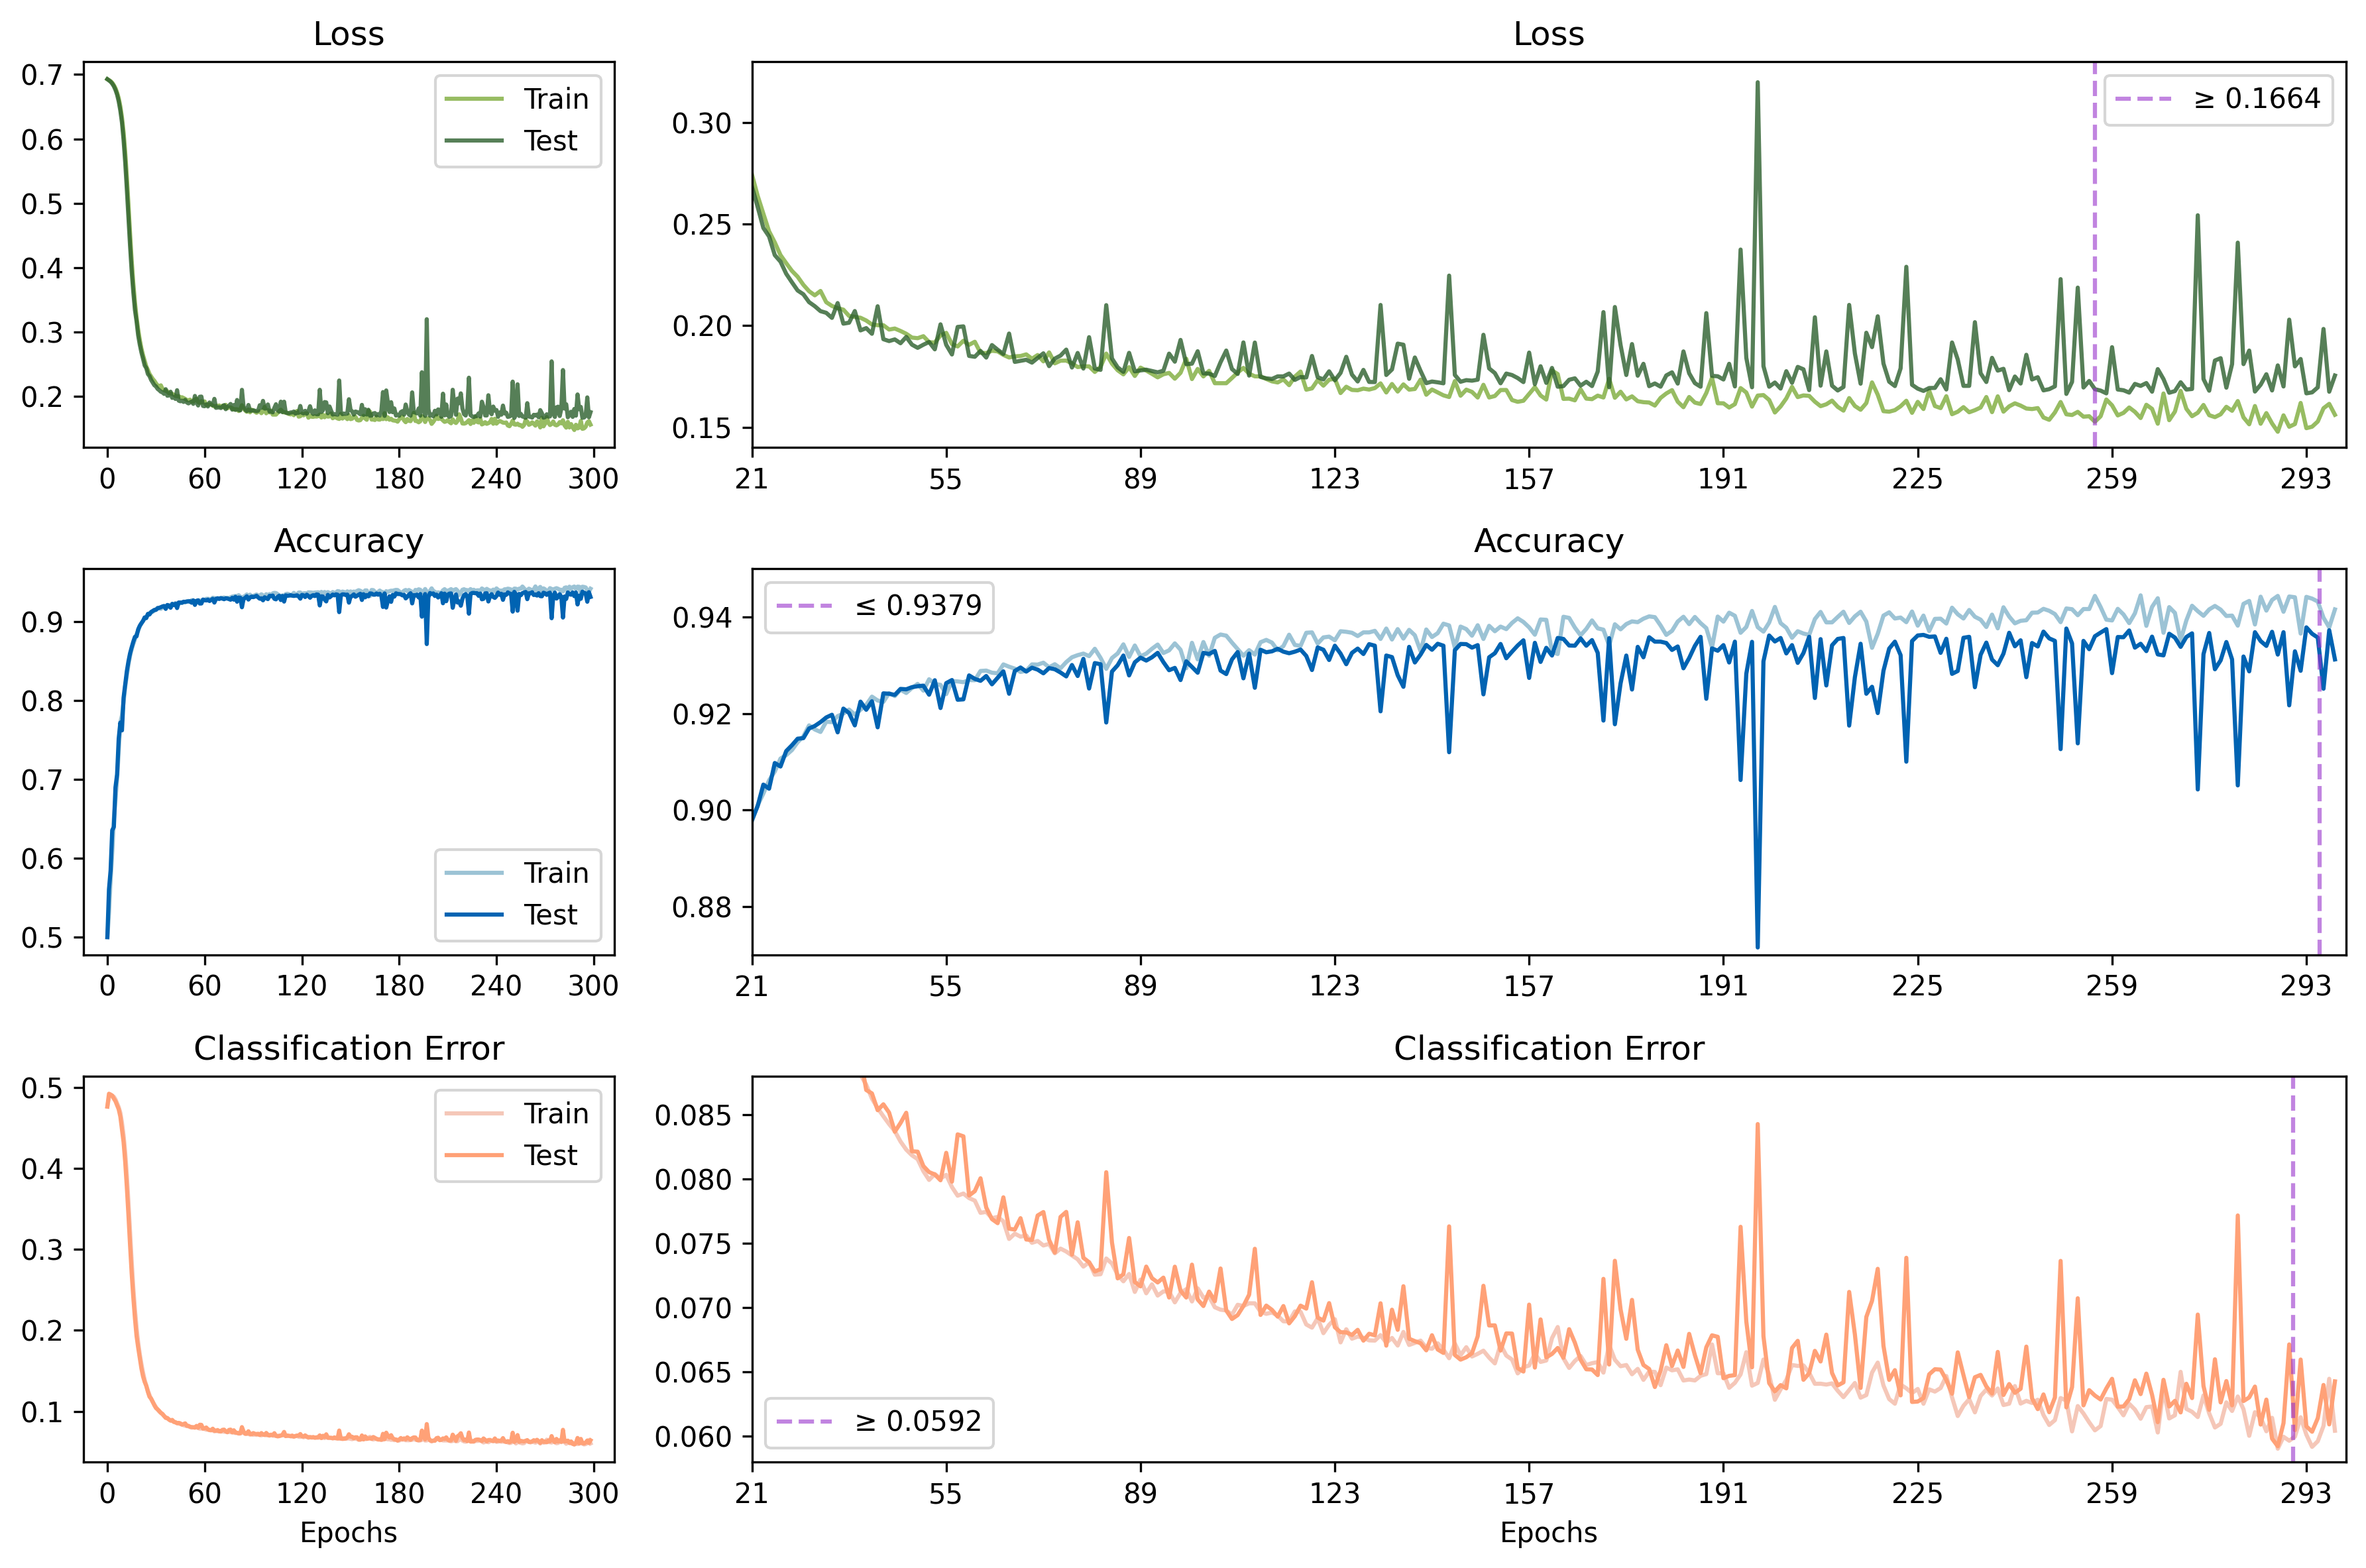 Loss
0.7
0.6
0.5
0.4
0.3
0.2
Train
Test
0 60 120 180 240 300
Loss
0.30
0.25
0.20
0.15
≥ 0.1664
21 55 89 123 157 191 225 259 293
Accuracy
0.9
0.8
0.7
0.6
0.5
Train
Test
0 60 120 180 240 300
Accuracy
0.94
0.92
0.90
0.88
≤ 0.9379
21 55 89 123 157 191 225 259 293
Classification Error
0.5
0.4
0.3
0.2
0.1
Train
Test
0 60 120 180 240 300
Epochs
Classification Error
0.085
0.080
0.075
0.070
0.065
0.060
≥ 0.0592
21 55 89 123 157 191 225 259 293
Epochs